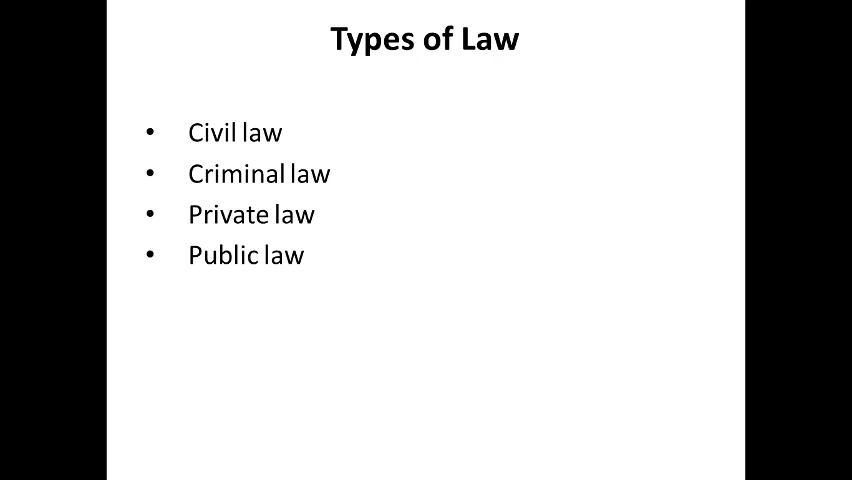 Types of Law
• Civil law
• Criminal law
• Private law
• Public law